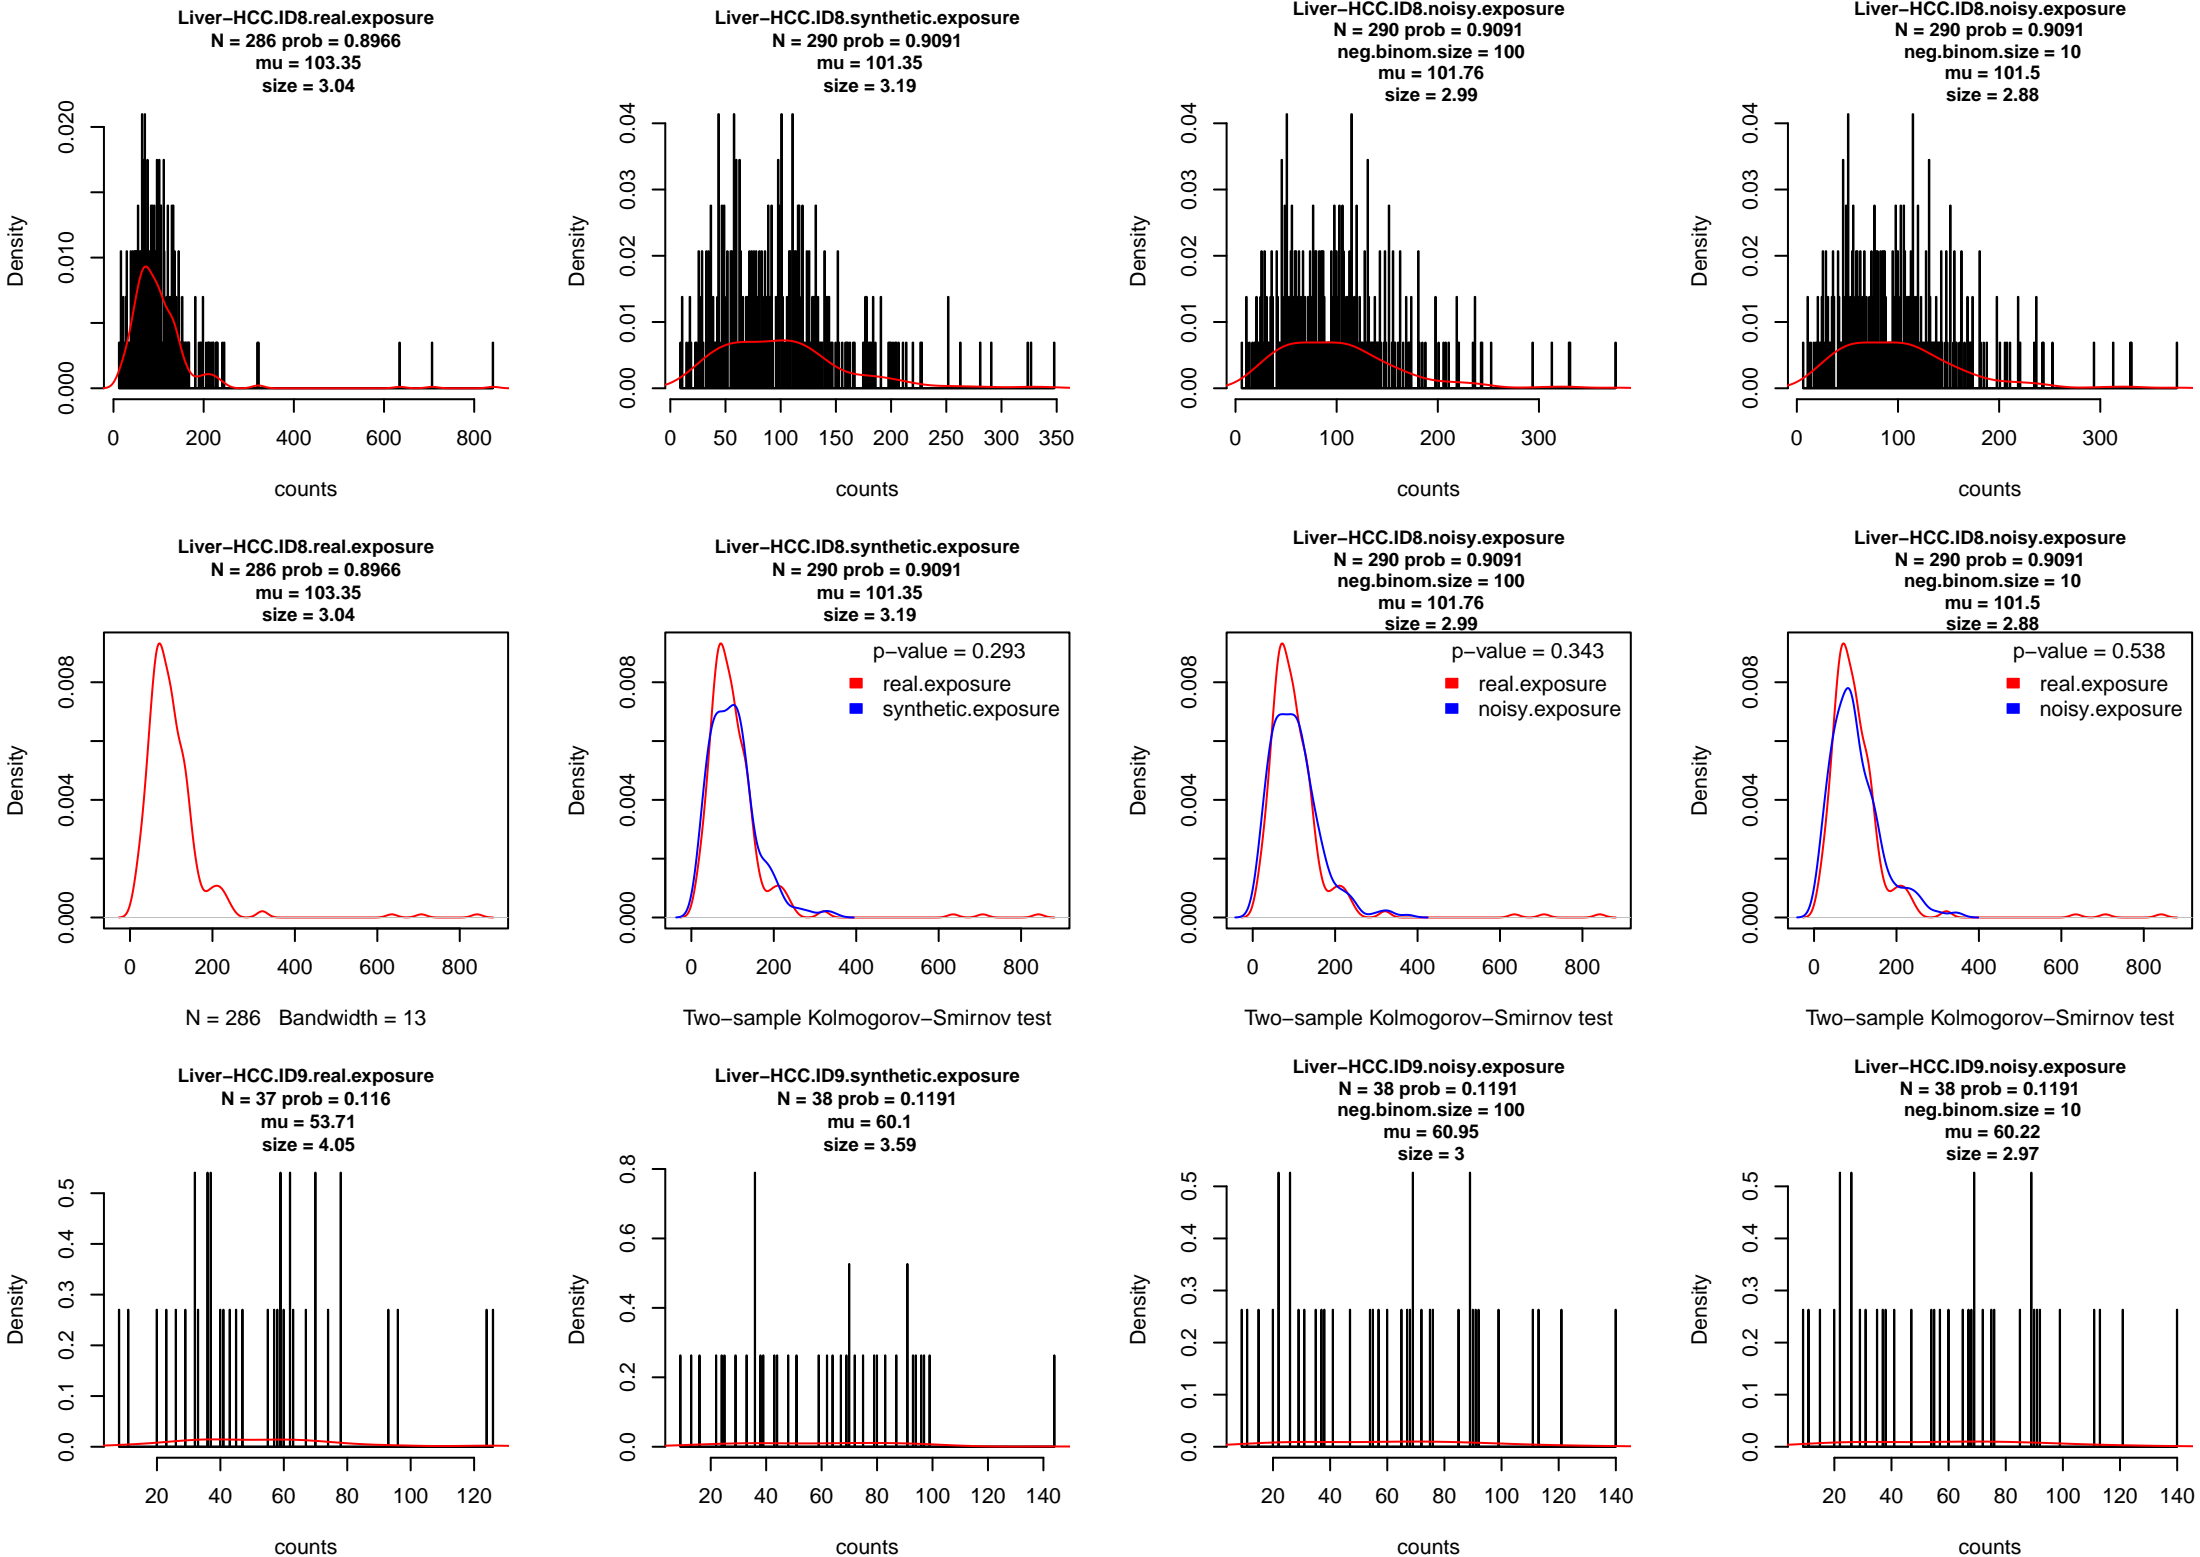 Liver−HCC.ID8.real.exposure
N = 286 prob = 0.8966
mu = 103.35
size = 3.04
Density
0.000
0.010
0.020
0
200
400
600
800
counts
Liver−HCC.ID8.synthetic.exposure
N = 290 prob = 0.9091
mu = 101.35
size = 3.19
Density
0.00
0.01
0.02
0.03
0.04
0
50
100
150
200
250
300
350
counts
Liver−HCC.ID8.noisy.exposure
N = 290 prob = 0.9091
neg.binom.size = 100
mu = 101.76
size = 2.99
Density
0.00
0.01
0.02
0.03
0.04
0
100
200
300
counts
Liver−HCC.ID8.noisy.exposure
N = 290 prob = 0.9091
neg.binom.size = 10
mu = 101.5
size = 2.88
Density
0.00
0.01
0.02
0.03
0.04
0
100
200
300
counts
Liver−HCC.ID8.real.exposure
N = 286 prob = 0.8966
mu = 103.35
size = 3.04
Density
0.000
0.004
0.008
0
200
400
600
800
N = 286 Bandwidth = 13
Liver−HCC.ID8.synthetic.exposure
N = 290 prob = 0.9091
mu = 101.35
size = 3.19
p−value = 0.293
real.exposure
synthetic.exposure
Density
0.000
0.004
0.008
0
200
400
600
800
Two−sample Kolmogorov−Smirnov test
Liver−HCC.ID8.noisy.exposure
N = 290 prob = 0.9091
neg.binom.size = 100
mu = 101.76
size = 2.99
p−value = 0.343
real.exposure
noisy.exposure
Density
0.000
0.004
0.008
0
200
400
600
800
Two−sample Kolmogorov−Smirnov test
Liver−HCC.ID8.noisy.exposure
N = 290 prob = 0.9091
neg.binom.size = 10
mu = 101.5
size = 2.88
p−value = 0.538
real.exposure
noisy.exposure
Density
0.000
0.004
0.008
0
200
400
600
800
Two−sample Kolmogorov−Smirnov test
Liver−HCC.ID9.real.exposure
N = 37 prob = 0.116
mu = 53.71
size = 4.05
Density
0.0
0.1
0.2
0.3
0.4
0.5
20
40
60
80
100
120
counts
Liver−HCC.ID9.synthetic.exposure
N = 38 prob = 0.1191
mu = 60.1
size = 3.59
Density
0.0
0.2
0.4
0.6
0.8
20
40
60
80
100
120
140
counts
Liver−HCC.ID9.noisy.exposure
N = 38 prob = 0.1191
neg.binom.size = 100
mu = 60.95
size = 3
Density
0.0
0.1
0.2
0.3
0.4
0.5
20
40
60
80
100
120
140
counts
Liver−HCC.ID9.noisy.exposure
N = 38 prob = 0.1191
neg.binom.size = 10
mu = 60.22
size = 2.97
Density
0.0
0.1
0.2
0.3
0.4
0.5
20
40
60
80
100
120
140
counts